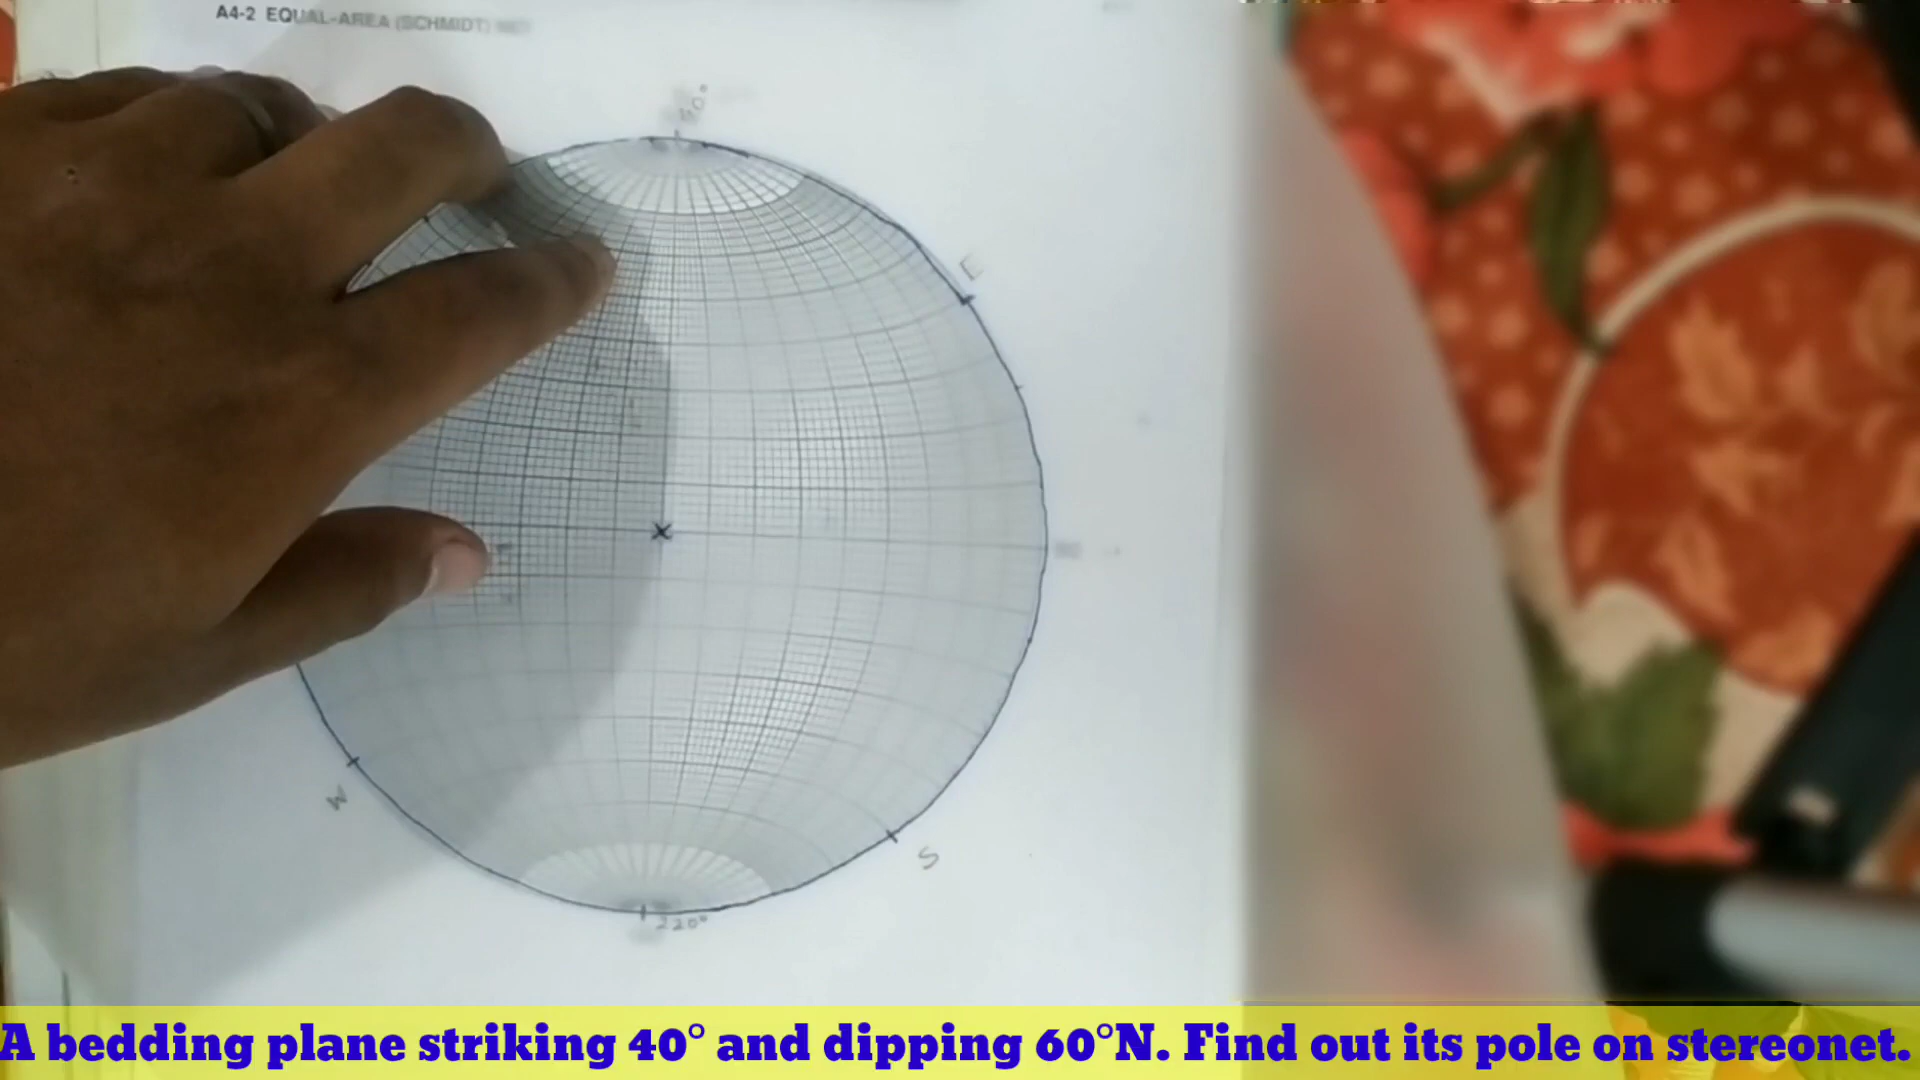 A4-2 EQUAL-AREA (SCHMIDT) NET
E
W
S
220°
A bedding plane striking 40° and dipping 60°N. Find out its pole on stereonet.